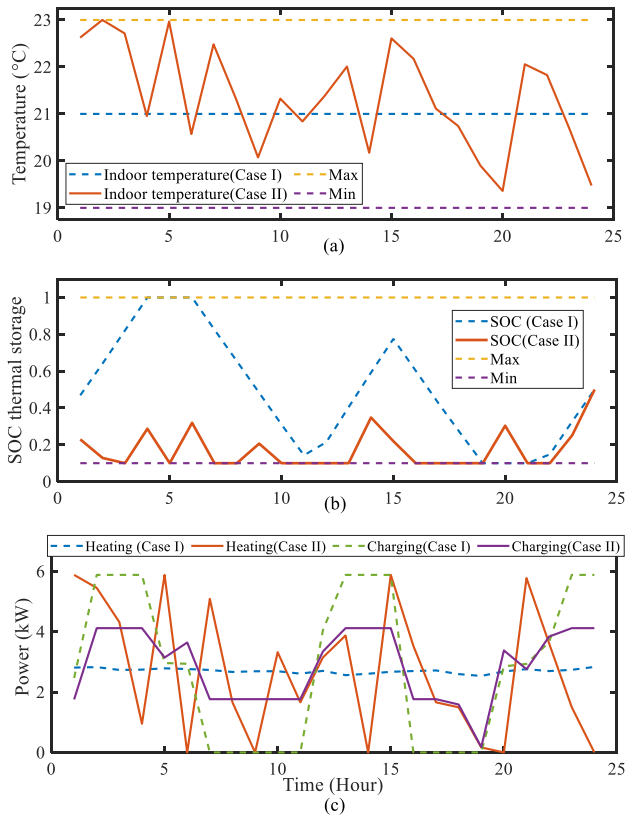 23
22
21
20
19
Temperature (°C)
Indoor temperature(Case I)
Max
Indoor temperature(Case II)
Min
0
5
10
15
20
25
(a)
1
0.8
0.6
0.4
0.2
0
SOC thermal storage
SOC (Case I)
SOC(Case II)
Max
Min
0
5
10
15
20
25
(b)
Heating (Case I)
Heating(Case II)
Charging(Case I)
Charging(Case II)
6
4
2
0
Power (kW)
0
5
10
15
20
25
Time (Hour)
(c)